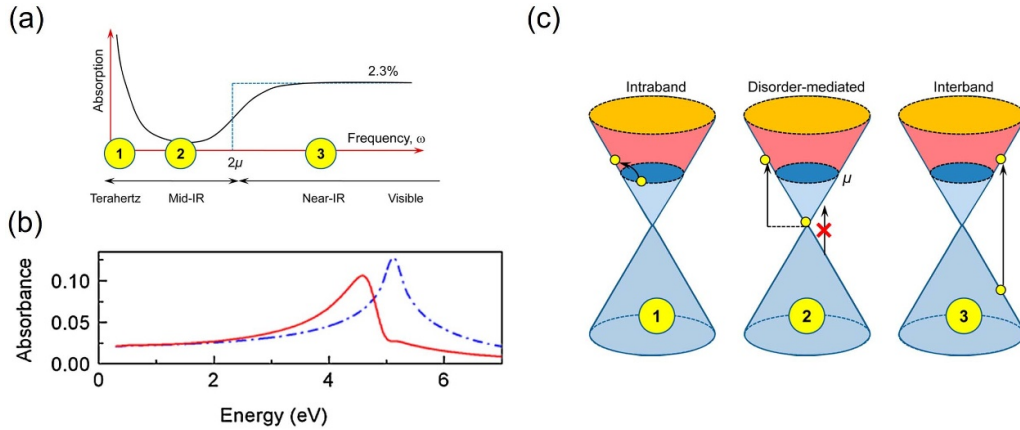 (a)
Absorption
2.3%
Frequency, ω
1
2
3
2μ
Terahertz Mid-IR Near-IR Visible
(b)
Absorbance
0.10
0.05
0.00
0 2 4 6
Energy (eV)
(c)
Intraband Disorder-mediated Interband
μ
1 2 3